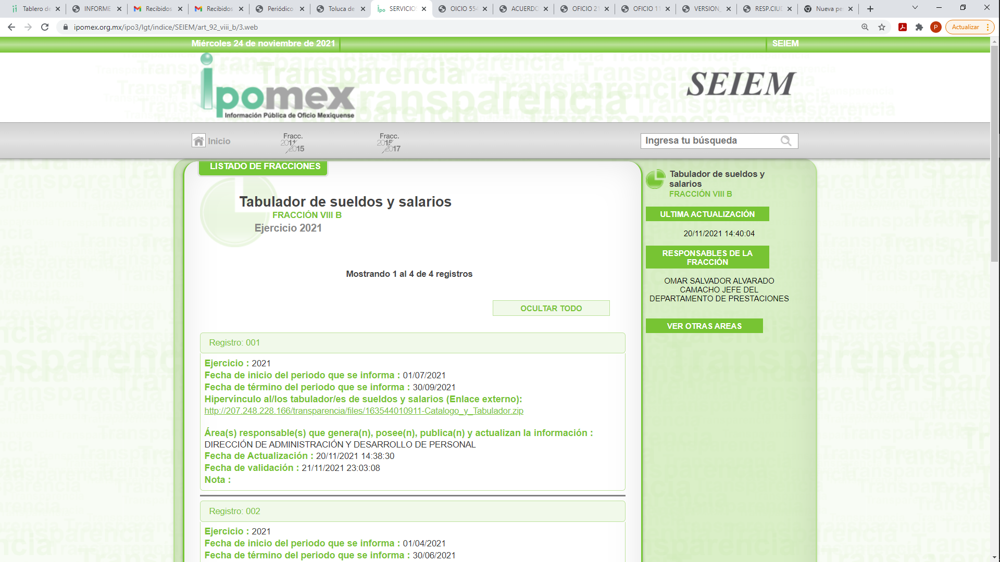 Tablero de
INFORME
Recibidos
Recibidos
Periódico
Toluca de
SERVICIO
OICIO 554
ACUERDO
OFICIO 21
OFICIO 11
VERSION_
RESP.CIUD
Nueva pe
ipomex.org.mx/ipo3/lgt/indice/SEIEM/art_92_viii_b/3.web
P
Actualizar
Miércoles 24 de noviembre de 2021
SEIEM
ipomex
Información Pública de Oficio Mexiquense
Transparencia
SEIEM
Inicio
Fracc.
2011/2015
Fracc.
2015/2017
Ingresa tu búsqueda
LISTADO DE FRACCIONES
Tabulador de sueldos y salarios
FRACCIÓN VIII B
Ejercicio 2021
Mostrando 1 al 4 de 4 registros
OCULTAR TODO
Registro: 001
Ejercicio : 2021
Fecha de inicio del periodo que se informa : 01/07/2021
Fecha de término del periodo que se informa : 30/09/2021
Hipervínculo al/los tabulador/es de sueldos y salarios (Enlace externo):
http://207.248.228.166/transparencia/files/163544010911-Catalogo_y_Tabulador.zip
Área(s) responsable(s) que genera(n), posee(n), publica(n) y actualizan la información :
DIRECCIÓN DE ADMINISTRACIÓN Y DESARROLLO DE PERSONAL
Fecha de Actualización : 20/11/2021 14:38:30
Fecha de validación : 21/11/2021 23:03:08
Nota :
Registro: 002
Ejercicio : 2021
Fecha de inicio del periodo que se informa : 01/04/2021
Fecha de término del periodo que se informa : 30/06/2021
Tabulador de sueldos y
salarios
FRACCIÓN VIII B
ULTIMA ACTUALIZACIÓN
20/11/2021 14:40:04
RESPONSABLES DE LA
FRACCIÓN
OMAR SALVADOR ALVARADO
CAMACHO JEFE DEL
DEPARTAMENTO DE PRESTACIONES
VER OTRAS AREAS